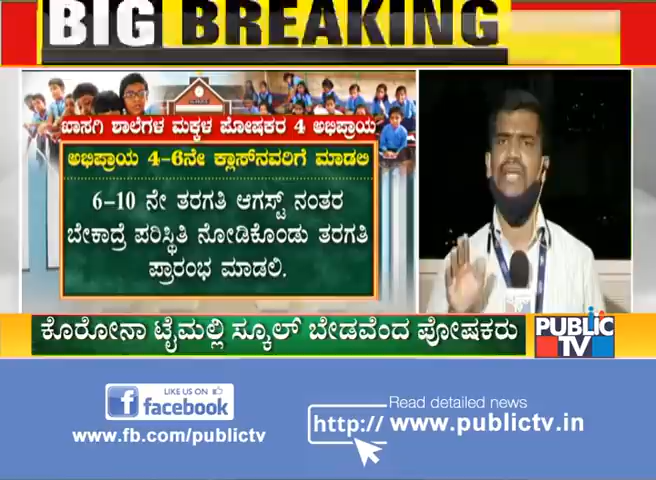 BIG BREAKING
ಖಾಸಗಿ ಶಾಲೆಗಳ ಮಕ್ಕಳ ಪೋಷಕರ 4 ಅಭಿಪ್ರಾಯ
ಅಭಿಪ್ರಾಯ 4-6ನೇ ಕ್ಲಾಸ್‌ನವರಿಗೆ ಮಾಡಲಿ
6-10 ನೇ ತರಗತಿ ಆಗಸ್ಟ್ ನಂತರ
ಬೇಕಾದ್ರೆ ಪರಿಸ್ಥಿತಿ ನೋಡಿಕೊಂಡು ತರಗತಿ
ಪ್ರಾರಂಭ ಮಾಡಲಿ.
ಕೊರೋನಾ ಟೈಮಲ್ಲಿ ಸ್ಕೂಲ್ ಬೇಡವೆಂದ ಪೋಷಕರು
PUBLIC
TV
LIKE US ON
facebook
www.fb.com/publictv
Read detailed news
http:// www.publictv.in